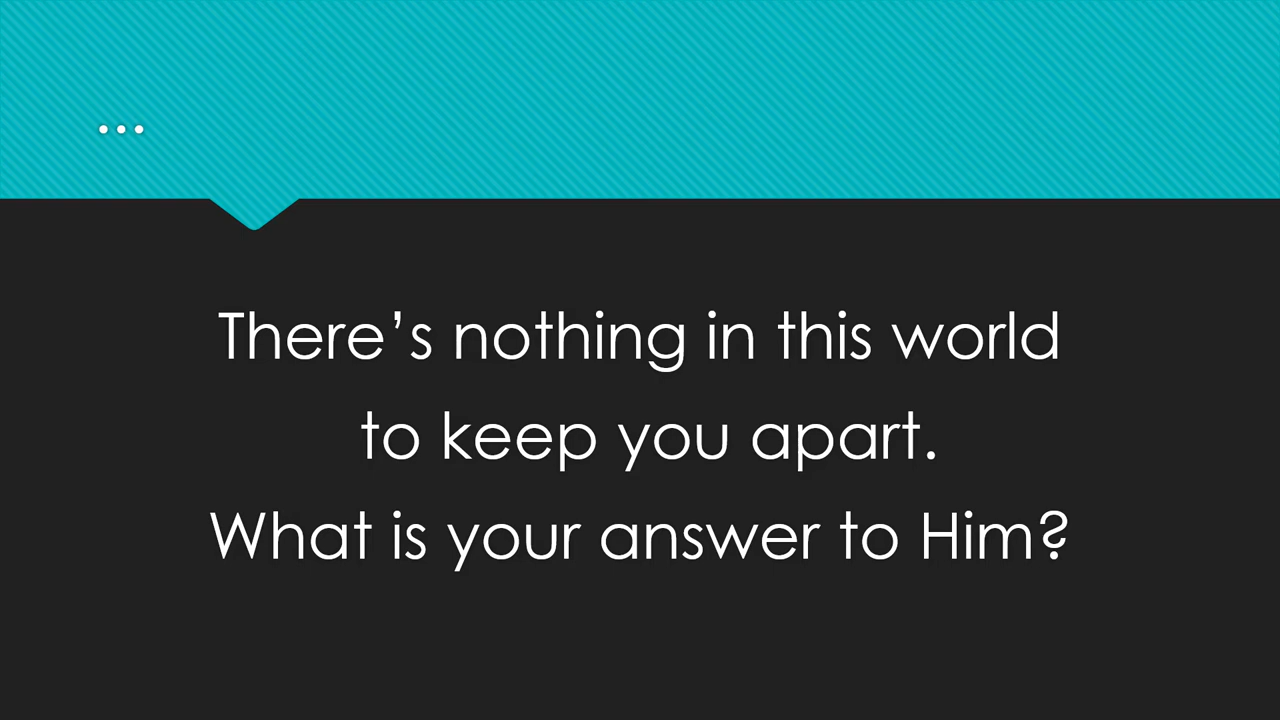 ...
There’s nothing in this world
to keep you apart.
What is your answer to Him?